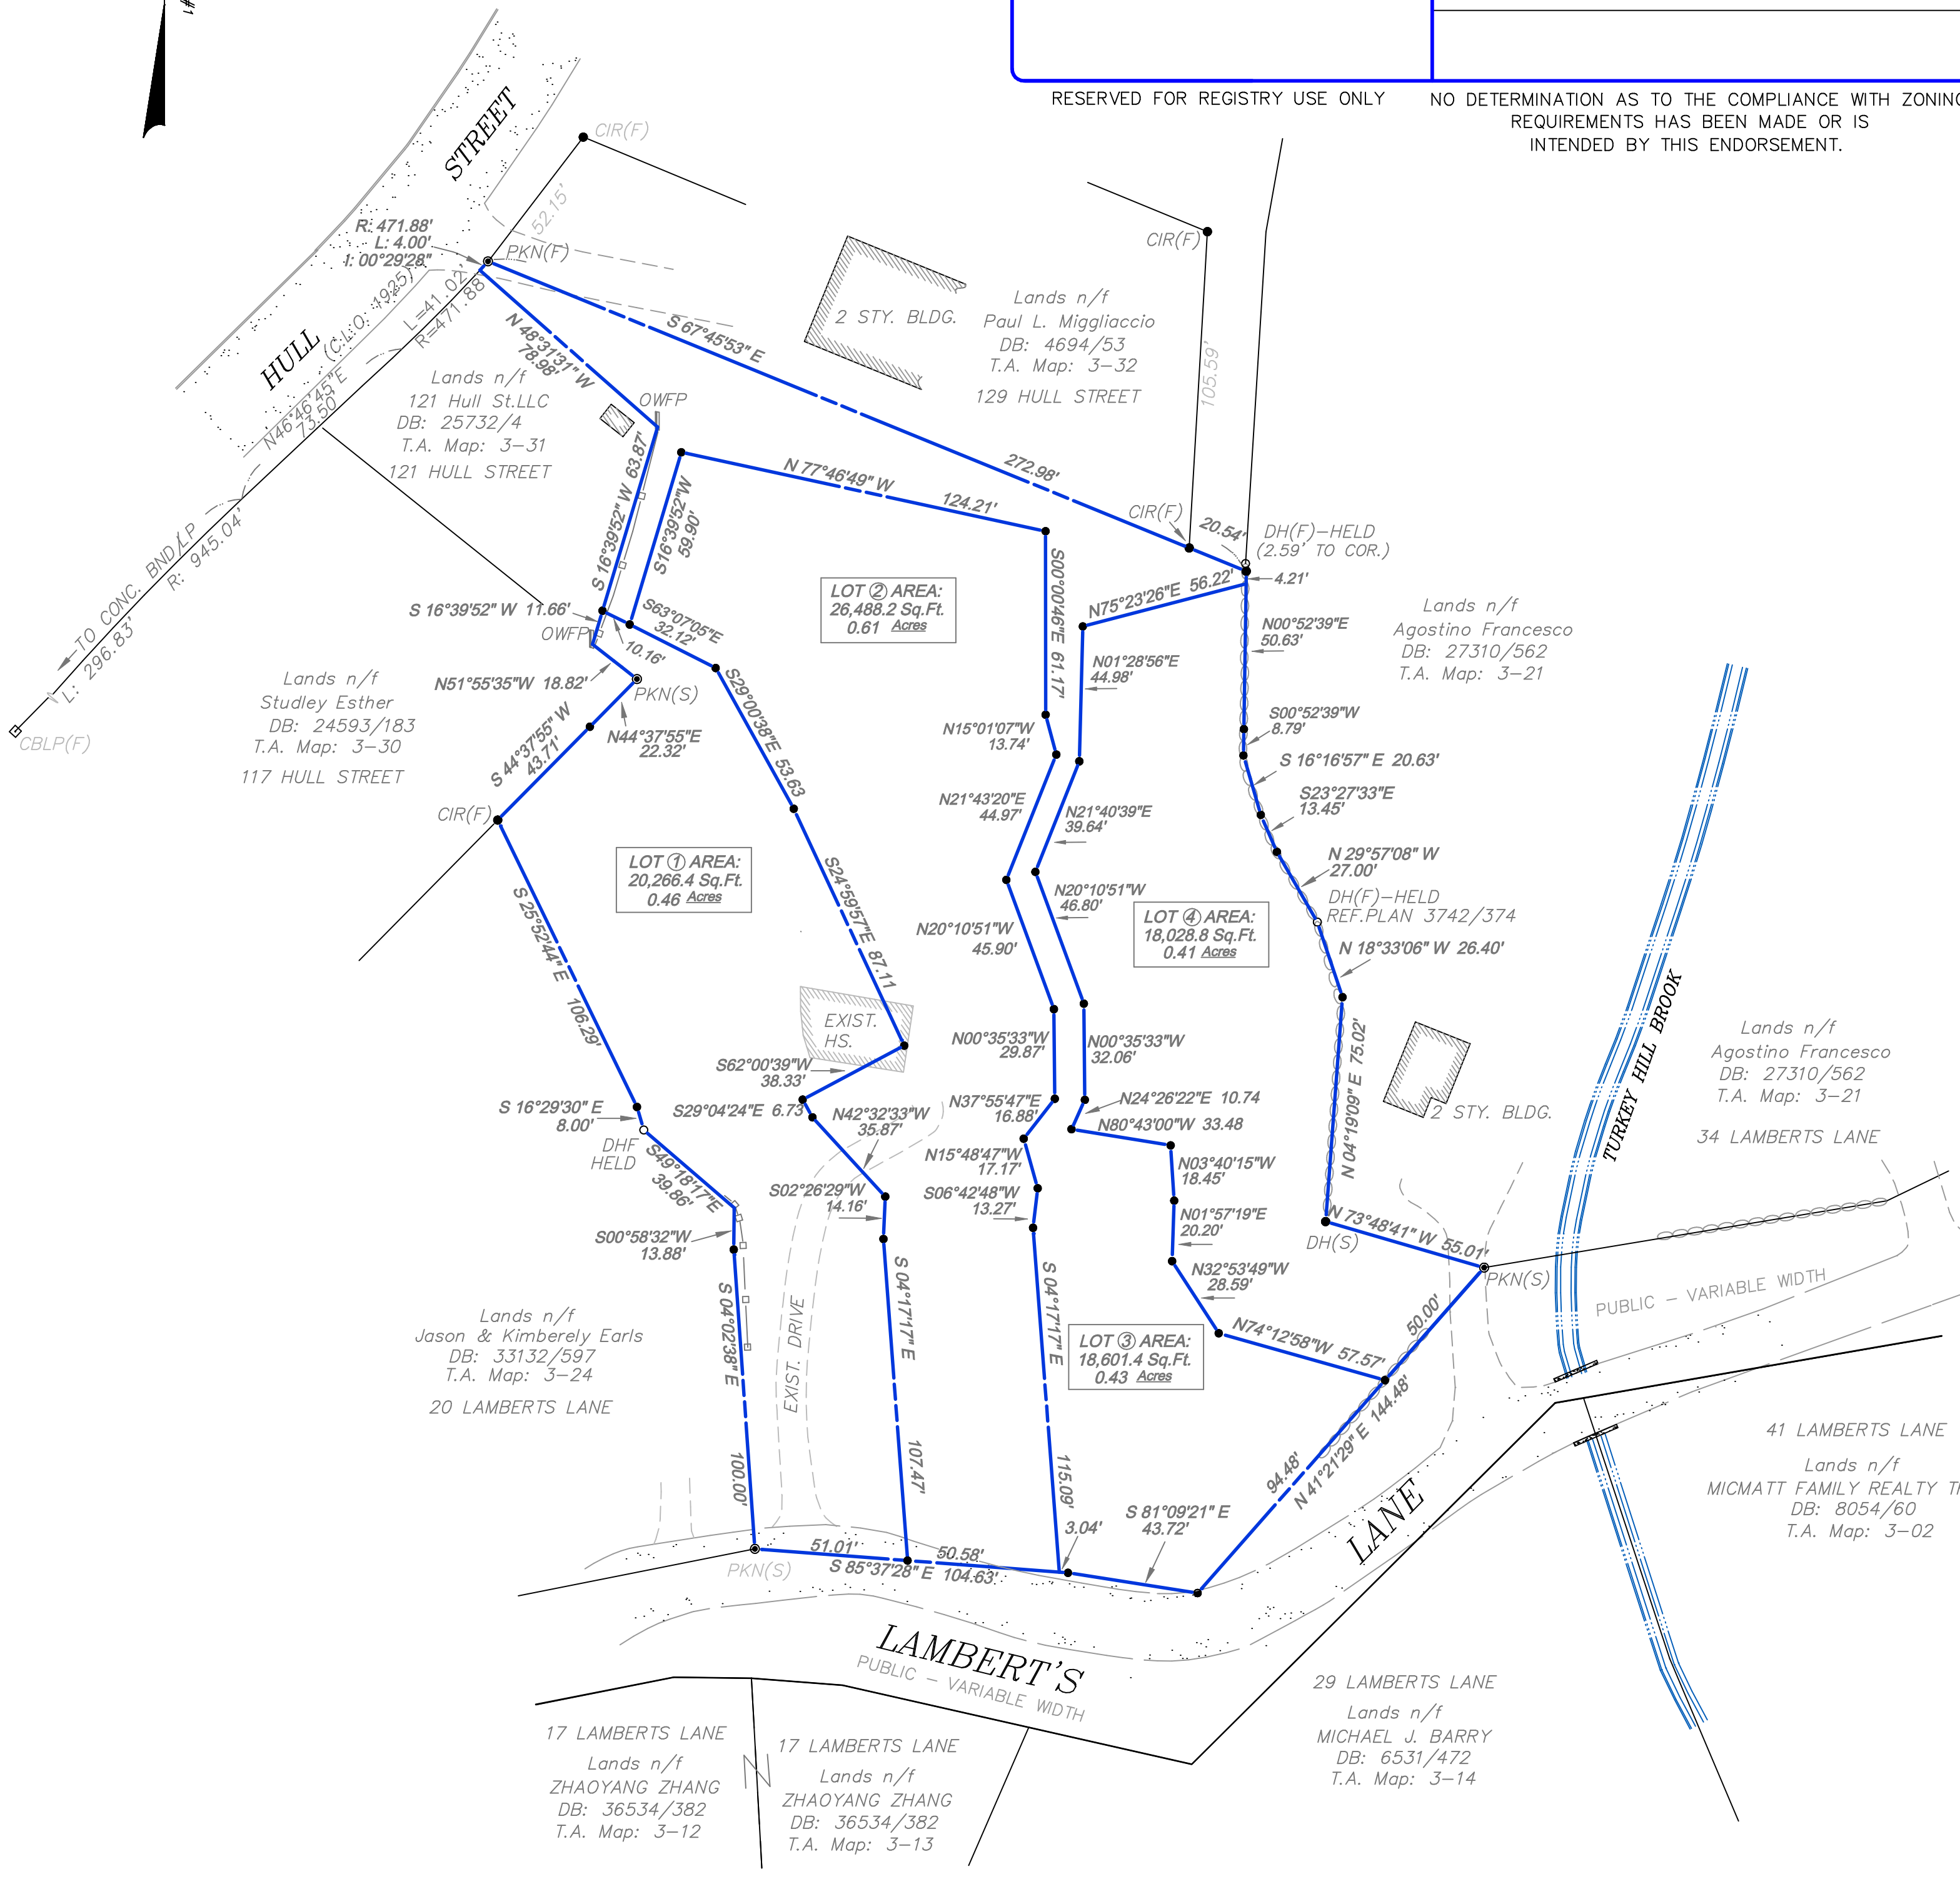 #1
RESERVED FOR REGISTRY USE ONLY
NO DETERMINATION AS TO THE COMPLIANCE WITH ZONING
REQUIREMENTS HAS BEEN MADE OR IS
INTENDED BY THIS ENDORSEMENT.
HULL STREET
(C.L.O. 1925)
CIR(F)
52.15'
PKN(F)
R: 471.88'
L: 4.00'
I: 00°29'28"
L=41.02'
R=471.88'
N46°46'45"E
73.50'
TO CONC. BND/LP
R: 945.04'
L: 296.83'
CBLP(F)
Lands n/f
121 Hull St.LLC
DB: 25732/4
T.A. Map: 3-31
121 HULL STREET
N 48°31'31" W
78.98'
OWFP
S 67°45'53" E
272.98'
2 STY. BLDG.
Lands n/f
Paul L. Miggliaccio
DB: 4694/53
T.A. Map: 3-32
129 HULL STREET
CIR(F)
105.59'
CIR(F)
20.54'
DH(F)-HELD
(2.59' TO COR.)
4.21'
S 16°39'52" W 63.87'
S16°39'52"W
59.90'
N 77°46'49" W
124.21'
S 16°39'52" W 11.66'
OWFP
10.16'
S63°07'05"E
32.12'
N51°55'35"W 18.82'
PKN(S)
N44°37'55"E
22.32'
S 44°37'55" W
43.71'
CIR(F)
Lands n/f
Studley Esther
DB: 24593/183
T.A. Map: 3-30
117 HULL STREET
LOT 2 AREA:
26,488.2 Sq.Ft.
0.61 Acres
S00°00'46"E 61.17'
N75°23'26"E 56.22'
N01°28'56"E
44.98'
N00°52'39"E
50.63'
Lands n/f
Agostino Francesco
DB: 27310/562
T.A. Map: 3-21
S00°52'39"W
8.79'
S 16°16'57" E 20.63'
S23°27'33"E
13.45'
N 29°57'08" W
27.00'
DH(F)-HELD
REF.PLAN 3742/374
N 18°33'06" W 26.40'
N15°01'07"W
13.74'
N21°43'20"E
44.97'
N21°40'39"E
39.64'
S29°00'38"E 53.63
S24°59'57"E 87.11
LOT 1 AREA:
20,266.4 Sq.Ft.
0.46 Acres
S 25°52'44" E 106.29'
N20°10'51"W
45.90'
N20°10'51"W
46.80'
LOT 4 AREA:
18,028.8 Sq.Ft.
0.41 Acres
EXIST.
HS.
S62°00'39"W
38.33'
N00°35'33"W
29.87'
N00°35'33"W
32.06'
N 04°19'09" E 75.02'
2 STY. BLDG.
TURKEY HILL BROOK
Lands n/f
Agostino Francesco
DB: 27310/562
T.A. Map: 3-21
34 LAMBERTS LANE
S 16°29'30" E
8.00'
DHF
HELD
S49°18'17"E
39.86'
S00°58'32"W
13.88'
S29°04'24"E 6.73
N42°32'33"W
35.87'
S02°26'29"W
14.16'
N37°55'47"E
16.88'
N24°26'22"E 10.74
N80°43'00"W 33.48
N15°48'47"W
17.17'
S06°42'48"W
13.27'
N03°40'15"W
18.45'
N01°57'19"E
20.20'
N32°53'49"W
28.59'
DH(S)
N 73°48'41" W 55.01'
PKN(S)
PUBLIC - VARIABLE WIDTH
Lands n/f
Jason & Kimberely Earls
DB: 33132/597
T.A. Map: 3-24
20 LAMBERTS LANE
S 04°02'38" E
100.00'
EXIST. DRIVE
S 04°17'17" E
107.47'
S 04°17'17" E
115.09'
LOT 3 AREA:
18,601.4 Sq.Ft.
0.43 Acres
N74°12'58"W 57.57'
50.00'
94.48'
N 41°21'29" E 144.48'
41 LAMBERTS LANE
Lands n/f
MICMATT FAMILY REALTY
DB: 8054/60
T.A. Map: 3-02
PKN(S)
51.01'
50.58'
S 85°37'28" E 104.63'
3.04'
S 81°09'21" E
43.72'
LAMBERT'S LANE
PUBLIC - VARIABLE WIDTH
29 LAMBERTS LANE
Lands n/f
MICHAEL J. BARRY
DB: 6531/472
T.A. Map: 3-14
17 LAMBERTS LANE
Lands n/f
ZHAOYANG ZHANG
DB: 36534/382
T.A. Map: 3-12
17 LAMBERTS LANE
Lands n/f
ZHAOYANG ZHANG
DB: 36534/382
T.A. Map: 3-13